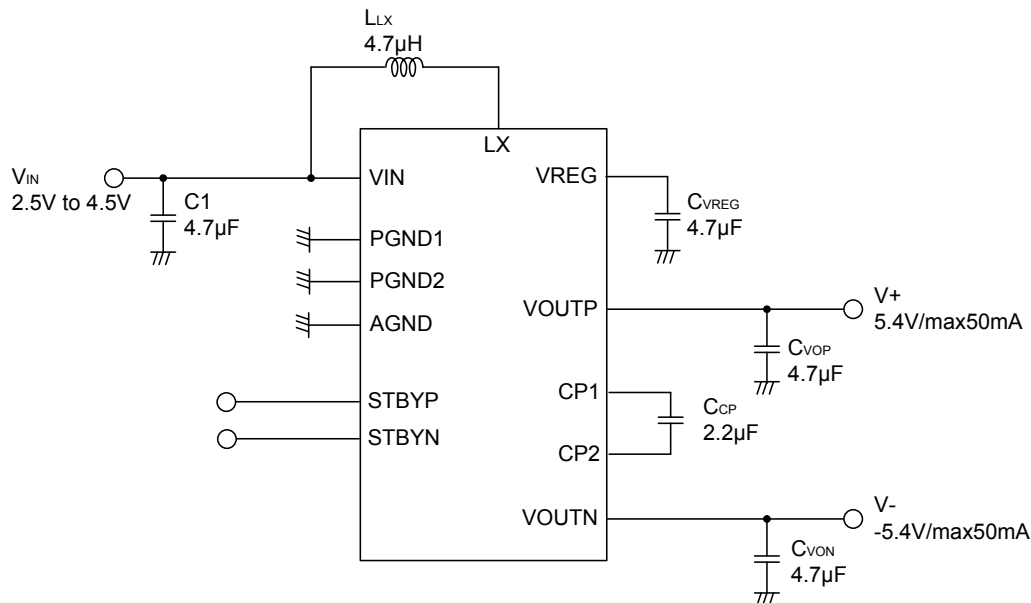 LLX
4.7µH
LX
VIN
2.5V to 4.5V
C1
4.7µF
VIN
PGND1
PGND2
AGND
STBYP
STBYN
VREG
CVREG
4.7µF
VOUTP
V+
5.4V/max50mA
CVOP
4.7µF
CP1
CP2
CCP
2.2µF
VOUTN
V-
-5.4V/max50mA
CVON
4.7µF